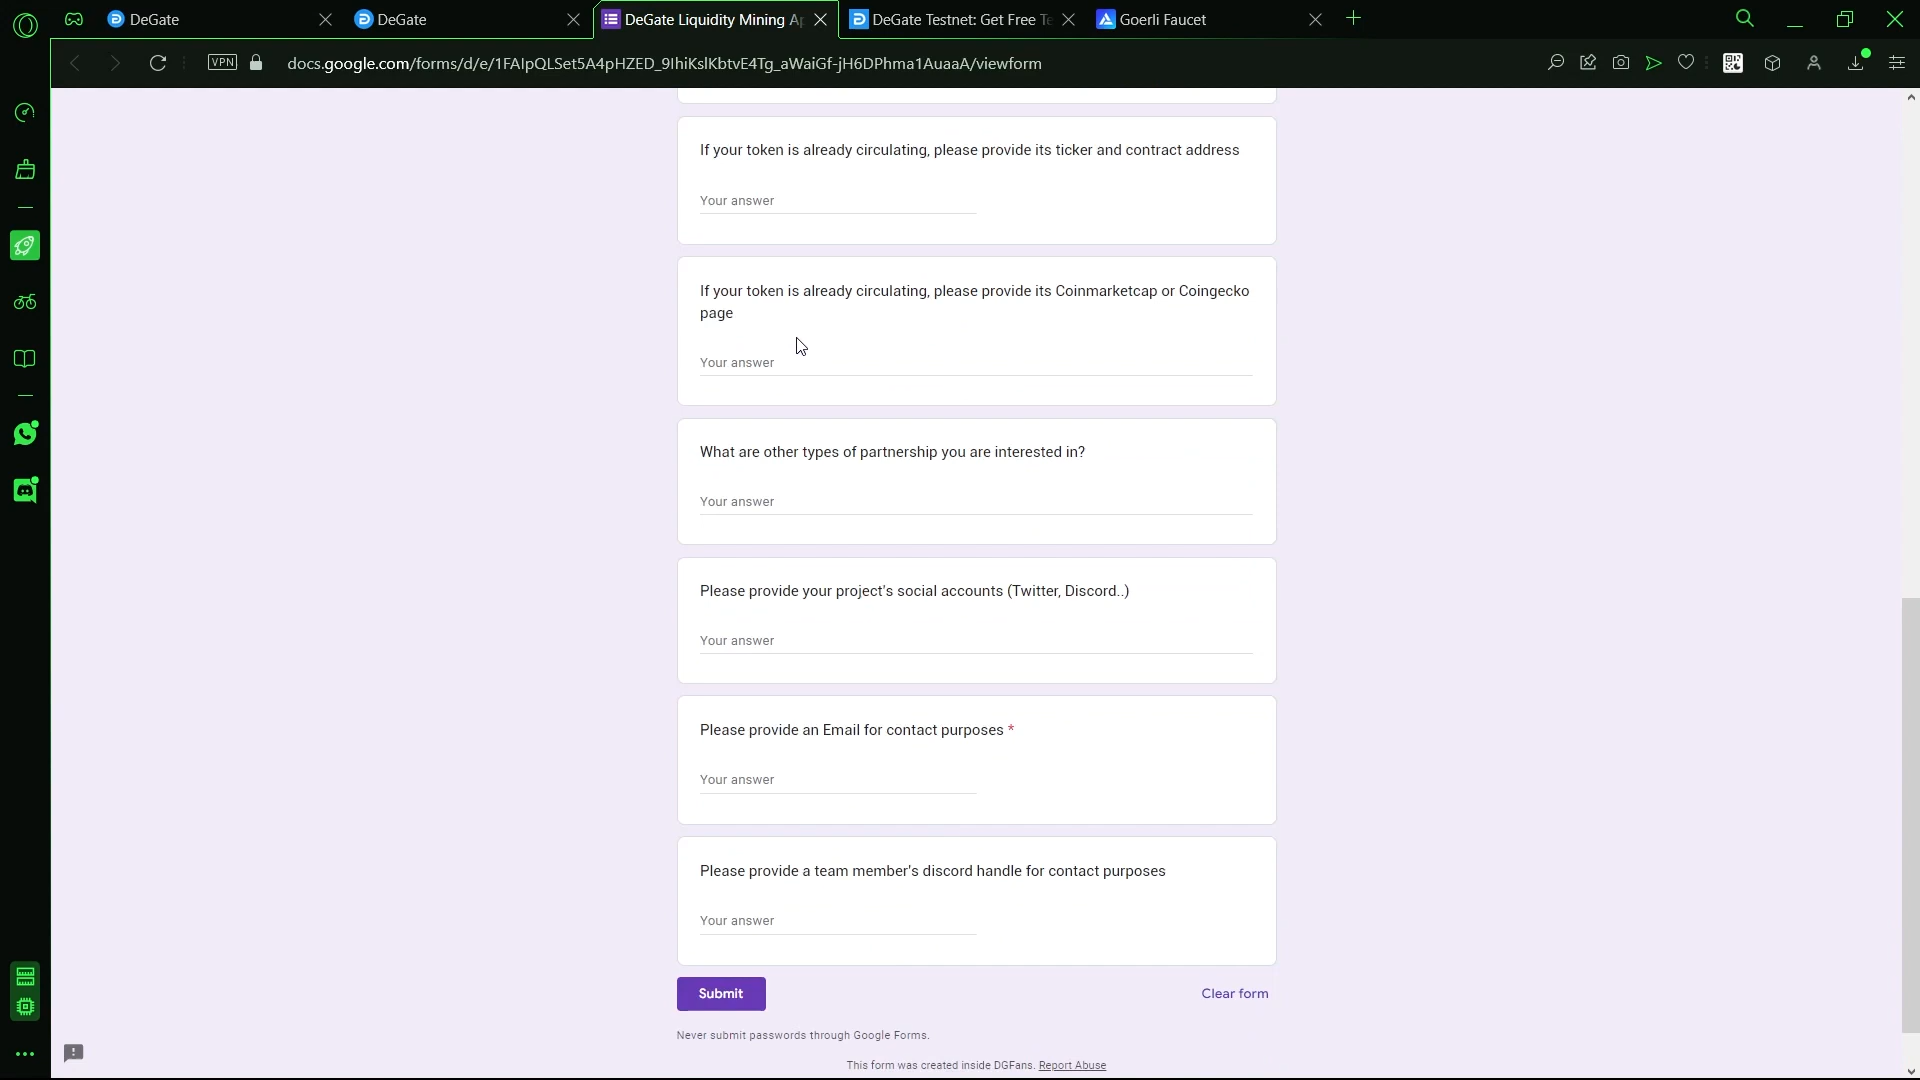 DeGate
DeGate
DeGate Liquidity Mining Ap
DeGate Testnet: Get Free Te
Goerli Faucet
VPN
docs.google.com/forms/d/e/1FAIpQLSet5A4pHZED_9IhiKslKbtvE4Tg_aWaiGf-jH6DPhma1AuaaA/viewform
If your token is already circulating, please provide its ticker and contract address
Your answer
If your token is already circulating, please provide its Coinmarketcap or Coingecko
page
Your answer
What are other types of partnership you are interested in?
Your answer
Please provide your project's social accounts (Twitter, Discord..)
Your answer
Please provide an Email for contact purposes *
Your answer
Please provide a team member's discord handle for contact purposes
Your answer
Submit
Clear form
Never submit passwords through Google Forms.
This form was created inside DGFans. Report Abuse